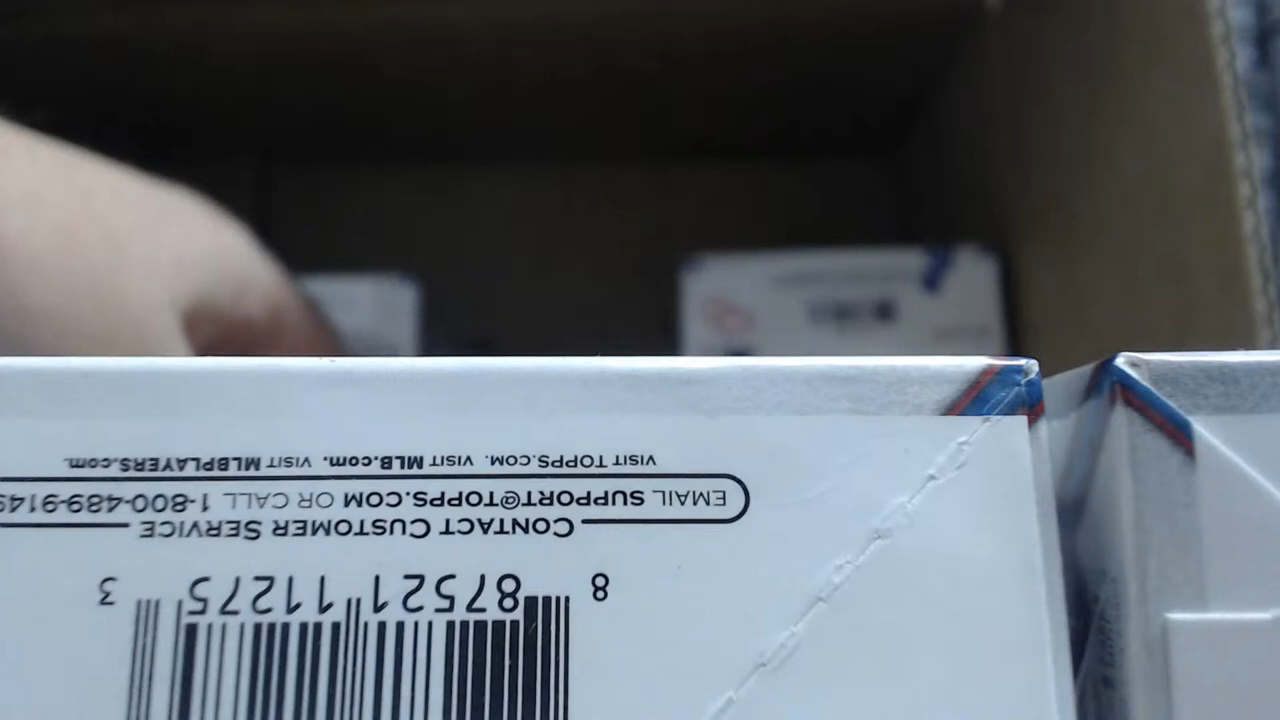 8 87521 11275 3
CONTACT CUSTOMER SERVICE
EMAIL SUPPORT@TOPPS.COM OR CALL 1-800-489-9149
VISIT TOPPS.COM. VISIT MLB.com. VISIT MLBPLAYERS.com.